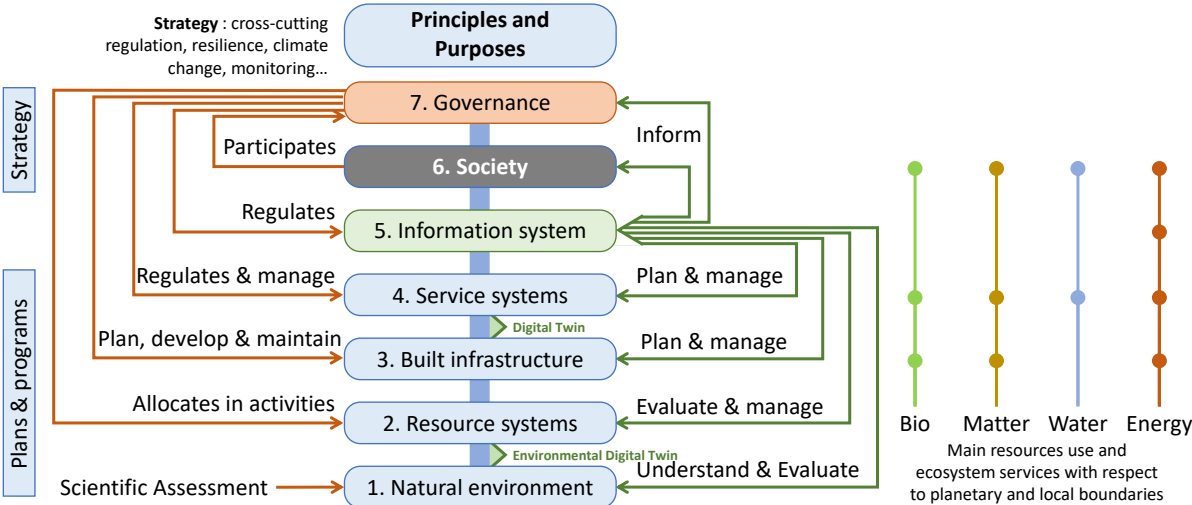 Strategy : cross-cutting
regulation, resilience, climate
change, monitoring…
Principles and
Purposes
Strategy
7. Governance
Inform
Participates
6. Society
Regulates
5. Information system
Plans & programs
Regulates & manage
4. Service systems
Plan & manage
Digital Twin
Plan, develop & maintain
3. Built infrastructure
Plan & manage
Allocates in activities
2. Resource systems
Evaluate & manage
Environmental Digital Twin
Understand & Evaluate
Scientific Assessment
1. Natural environment
Bio
Matter
Water
Energy
Main resources use and
ecosystem services with respect
to planetary and local boundaries